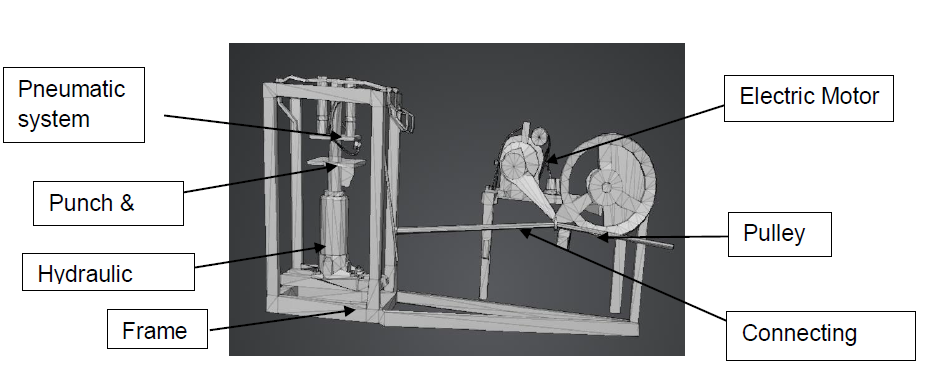 Pneumatic
system
Electric Motor
Punch &
Pulley
Hydraulic
Frame
Connecting